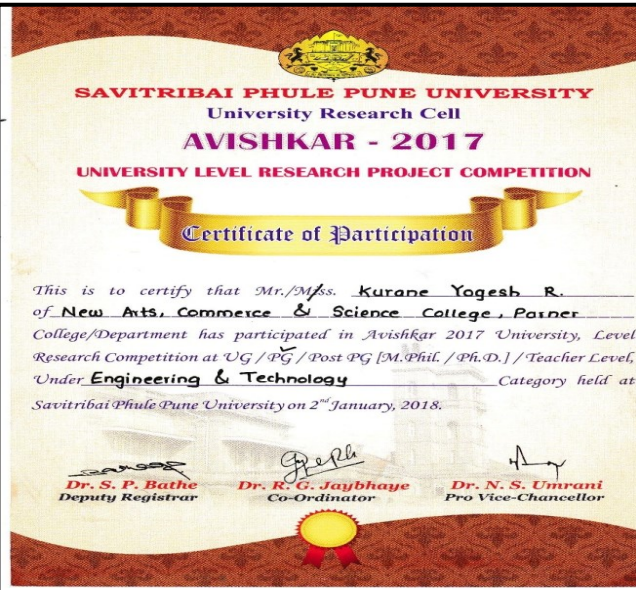 SAVITRIBAI PHULE PUNE UNIVERSITY
University Research Cell
AVISHKAR - 2017
UNIVERSITY LEVEL RESEARCH PROJECT COMPETITION
Certificate of Participation
This is to certify that Mr./Miss. Kurane Yogesh R.
of New Arts, Commerce & Science College, Parner
College/Department has participated in Avishkar 2017 University, Level
Research Competition at UG / PG / Post PG [M.Phil. / Ph.D.] / Teacher Level,
Under Engineering & Technology Category held at
Savitribai Phule Pune University on 2nd January, 2018.
Dr. S. P. Bathe Dr. R. G. Jaybhaye Dr. N. S. Umrani
Deputy Registrar Co-Ordinator Pro Vice-Chancellor